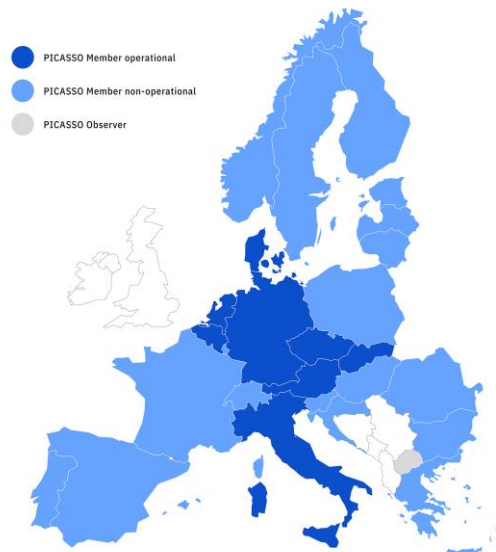 PICASSO Member operational
PICASSO Member non-operational
PICASSO Observer